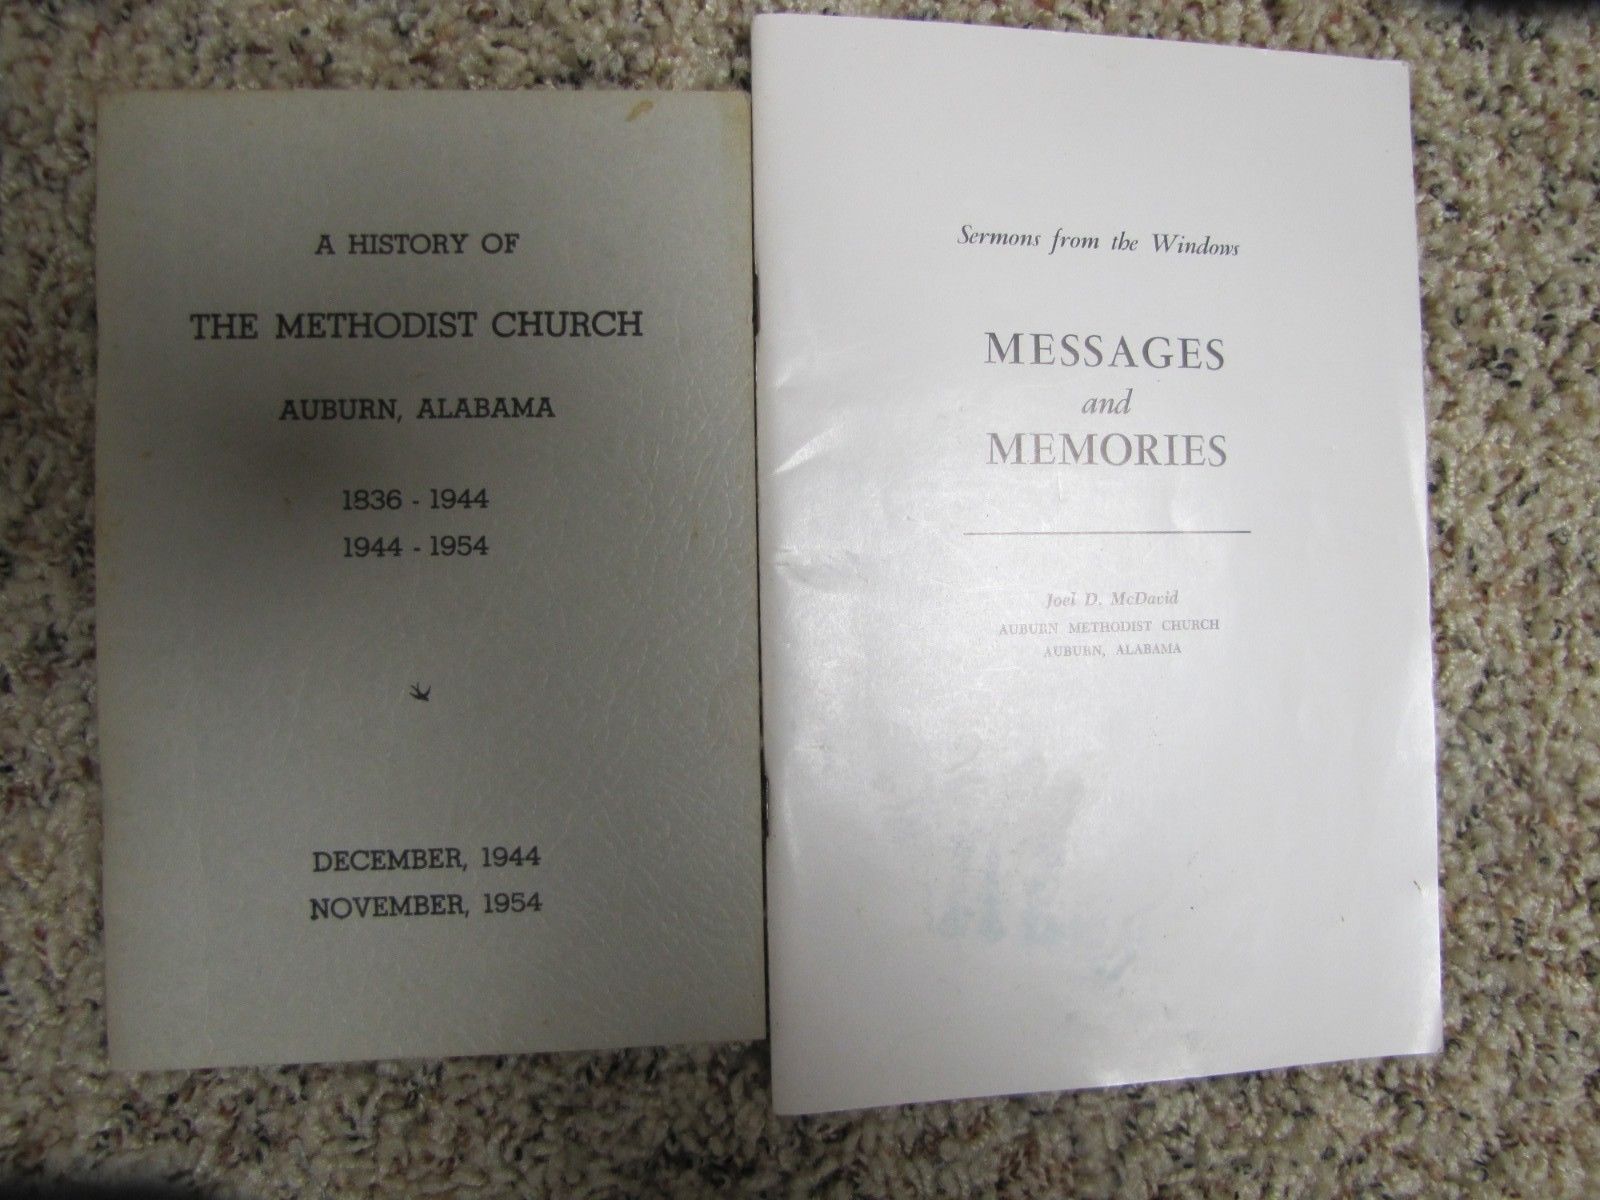 A HISTORY OF
THE METHODIST CHURCH
AUBURN, ALABAMA
1836 - 1944
1944 - 1954
DECEMBER, 1944
NOVEMBER, 1954
Sermons from the Windows
MESSAGES
and
MEMORIES
Joel D. McDavid
AUBURN METHODIST CHURCH
AUBURN, ALABAMA